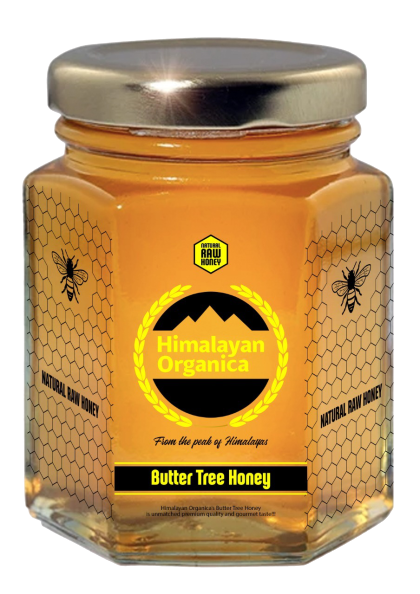 NATURAL
RAW
HONEY
Himalayan
Organica
From the peak of Himalayas
Butter Tree Honey
Himalayan Organica's Butter Tree Honey
is unmatched premium quality and gourmet taste!!!
NATURAL RAW HONEY
NATURAL RAW HONEY